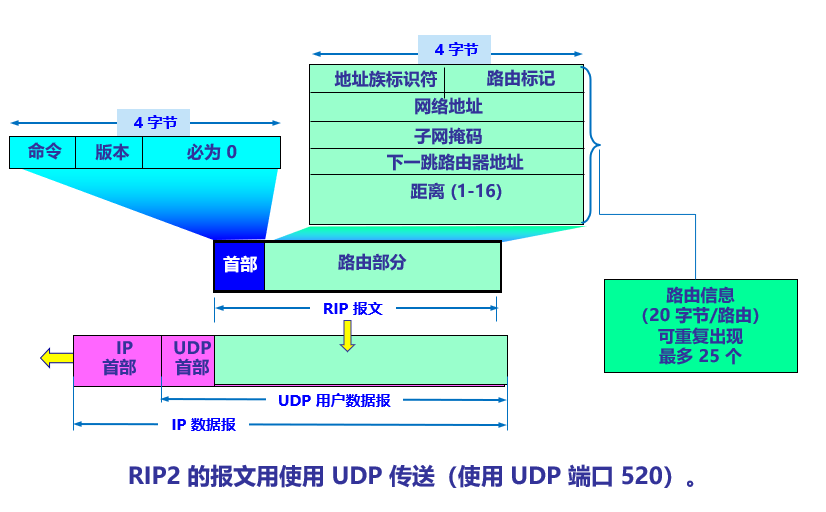 4 字节
地址族标识符 路由标记
网络地址
子网掩码
下一跳路由器地址
距离 (1-16)
4 字节
命令 版本 必为 0
首部 路由部分
RIP 报文
路由信息
(20 字节/路由)
可重复出现
最多 25 个
IP
首部
UDP
首部
UDP 用户数据报
IP 数据报
RIP2 的报文用使用 UDP 传送（使用 UDP 端口 520）。